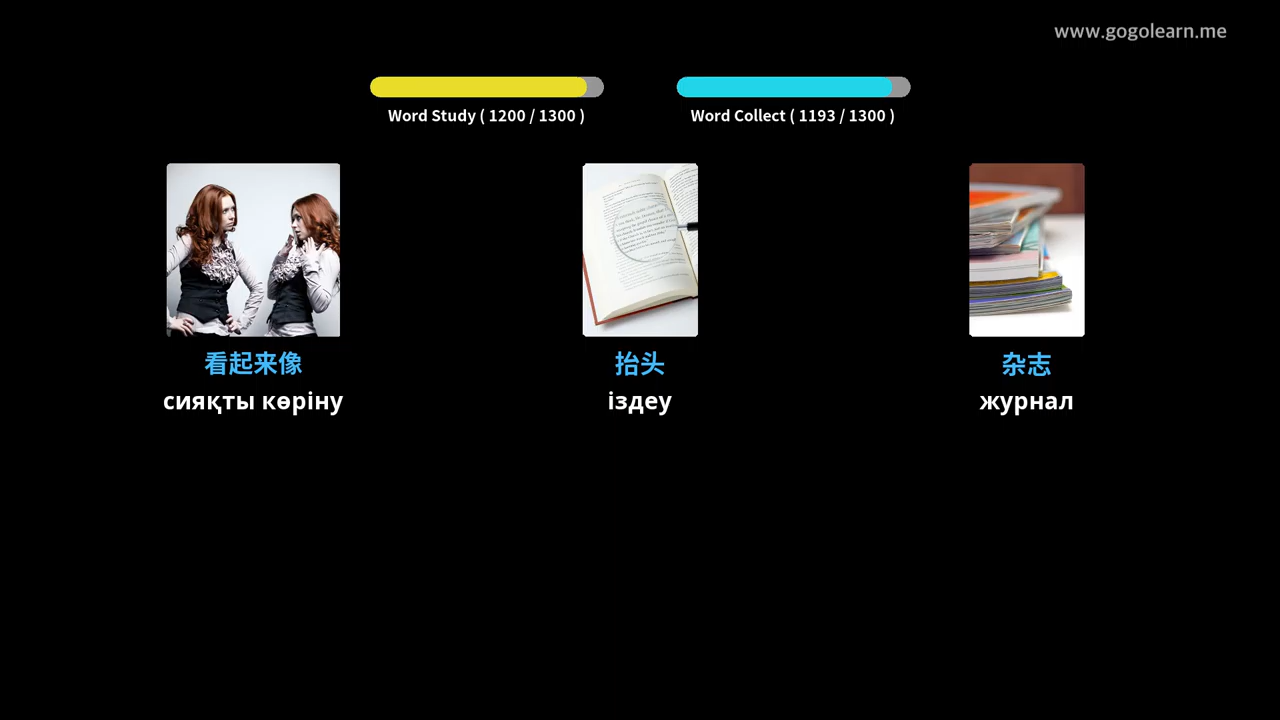 www.gogolearn.me
Word Study ( 1200 / 1300 )
Word Collect ( 1193 / 1300 )
看起来像
抬头
杂志
сияқты көріну
іздеу
журнал